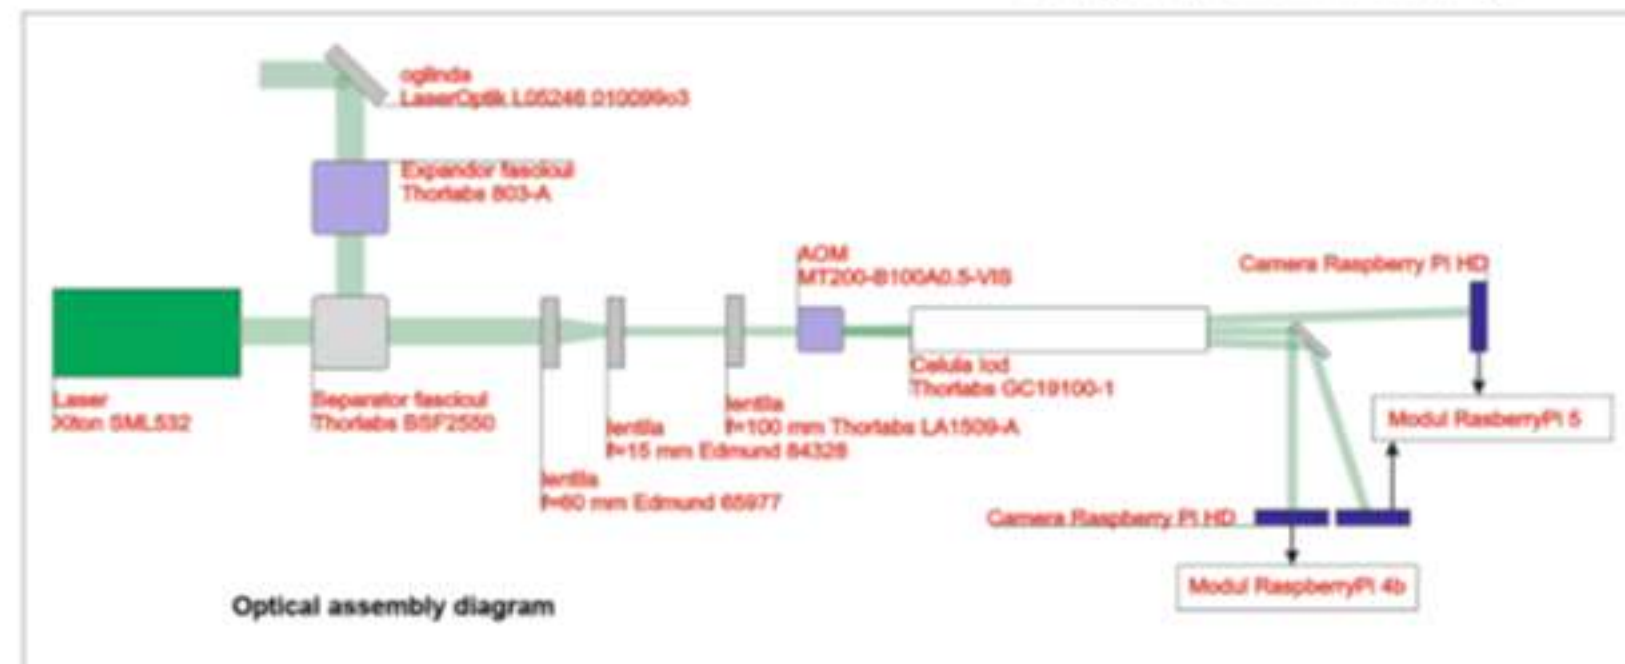 oglinda
LaserOptik L05246.010099o3
Expandor fascicul
Thorlabs 803-A
AOM
MT200-B100A0.5-VIS
Camera Raspberry PI HD
Celula Iod
Thorlabs GC19100-1
Laser
Xiton SML532
Separator fascicul
Thorlabs BSF2550
lentila
f=100 mm Thorlabs LA1509-A
lentila
f=15 mm Edmund 84328
lentila
f=60 mm Edmund 65977
Modul RasberryPi 5
Camera Raspberry PI HD
Modul RaspberryPi 4b
Optical assembly diagram